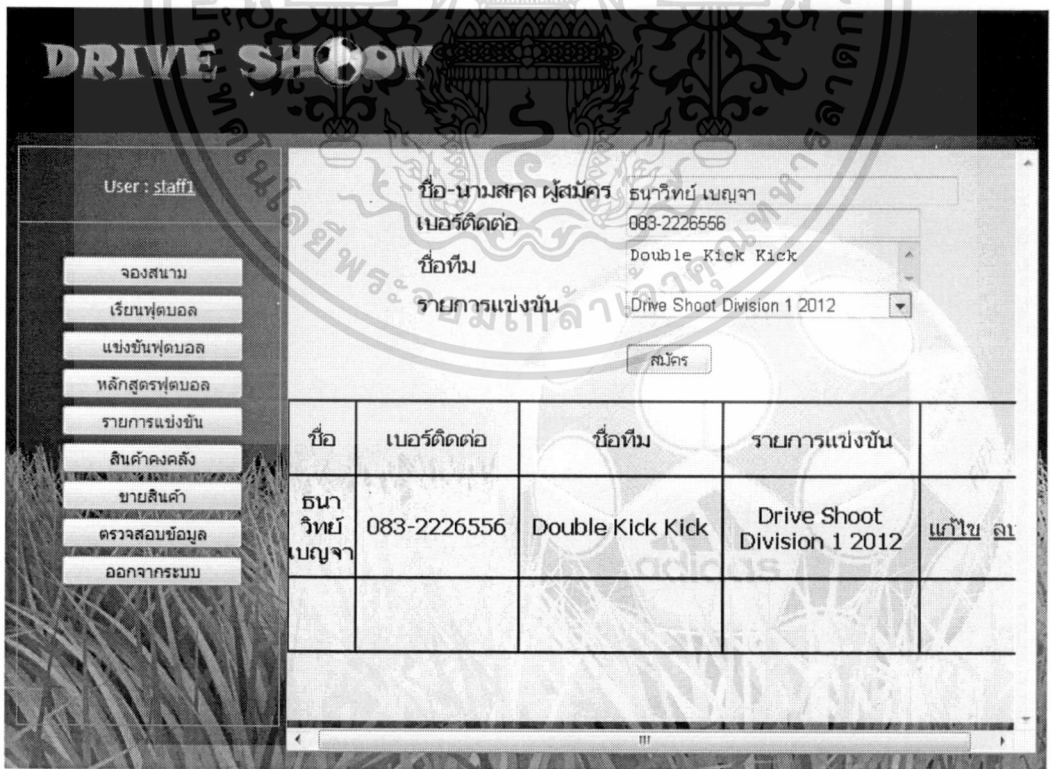 DRIVE SHOOT
User : staff1
จองสนาม
เรียนฟุตบอล
แข่งขันฟุตบอล
หลักสูตรฟุตบอล
รายการแข่งขัน
สินค้าคงคลัง
ขายสินค้า
ตรวจสอบข้อมูล
ออกจากระบบ
ชื่อ-นามสกุล ผู้สมัคร ธนาวิทย์ เบญจา
เบอร์ติดต่อ 083-2226556
ชื่อทีม Double Kick Kick
รายการแข่งขัน Drive Shoot Division 1 2012
สมัคร
ชื่อ เบอร์ติดต่อ ชื่อทีม รายการแข่งขัน
ธนา
วิทย์ 083-2226556 Double Kick Kick Drive Shoot Division 1 2012 แก้ไข ลบ
เบญจา
adidas